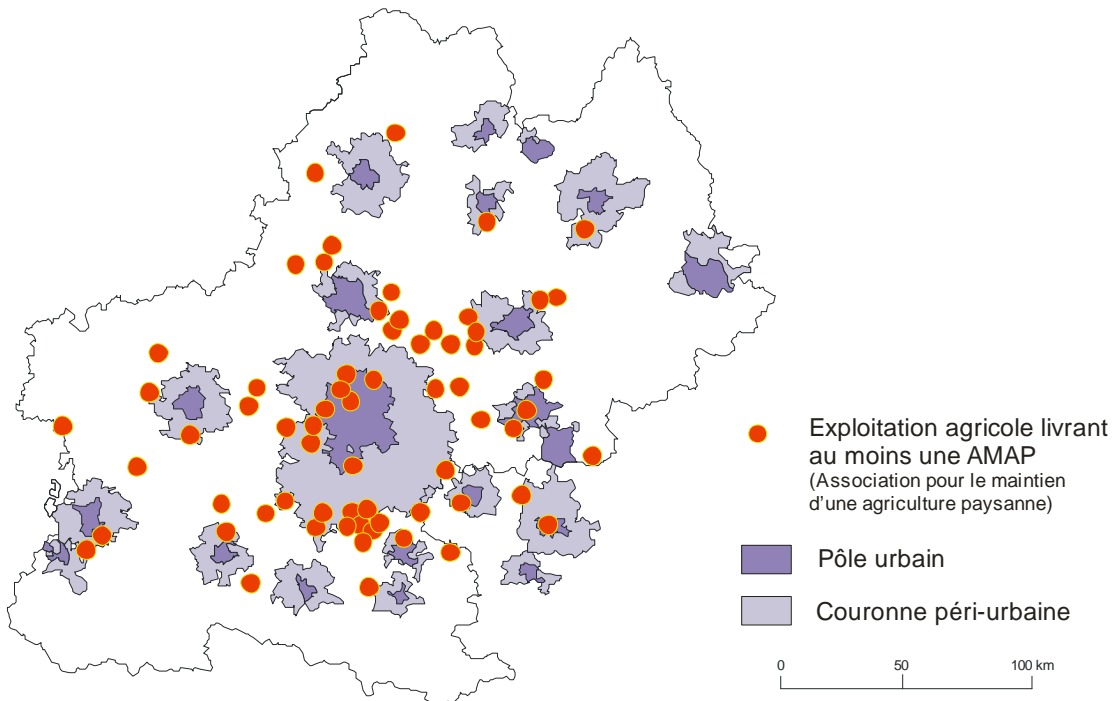 Exploitation agricole livrant
au moins une AMAP
(Association pour le maintien
d'une agriculture paysanne)
Pôle urbain
Couronne péri-urbaine
0 50 100 km